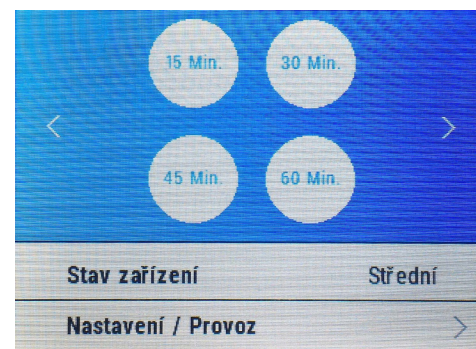 15 Min. 30 Min.
45 Min. 60 Min.
Stav zařízení Střední
Nastavení / Provoz